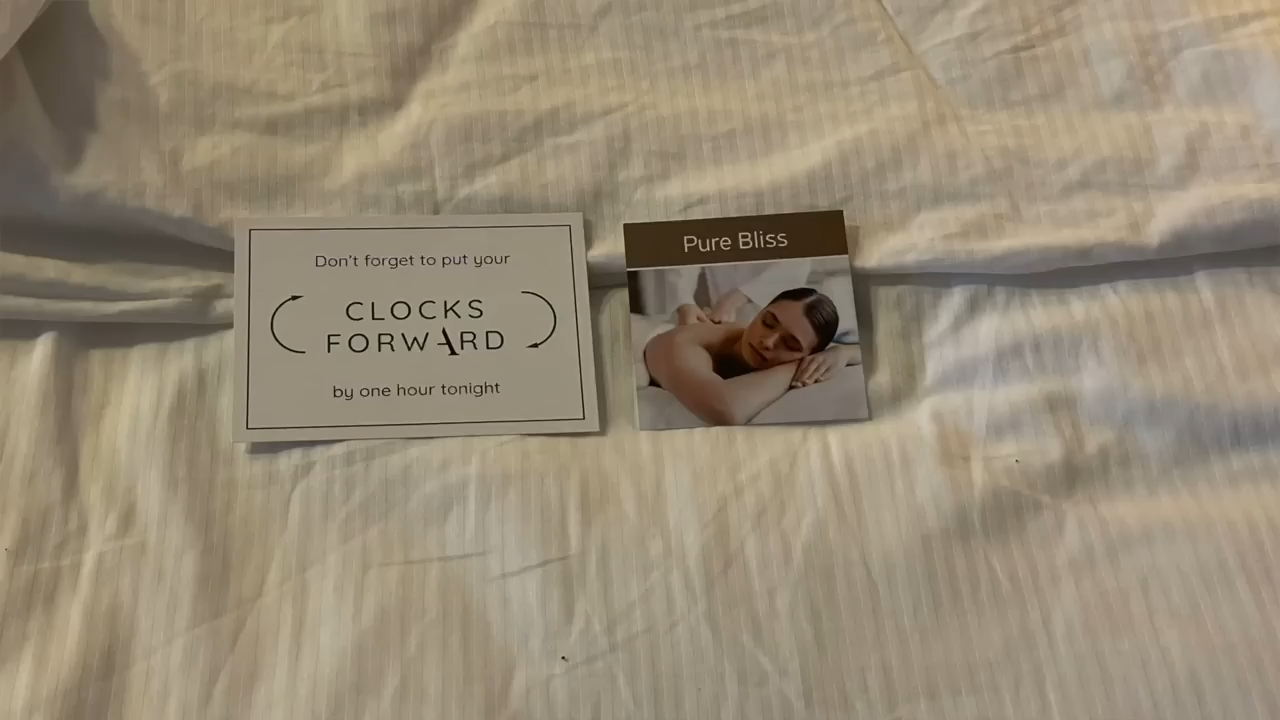 Don't forget to put your
CLOCKS
FORWARD
by one hour tonight
Pure Bliss